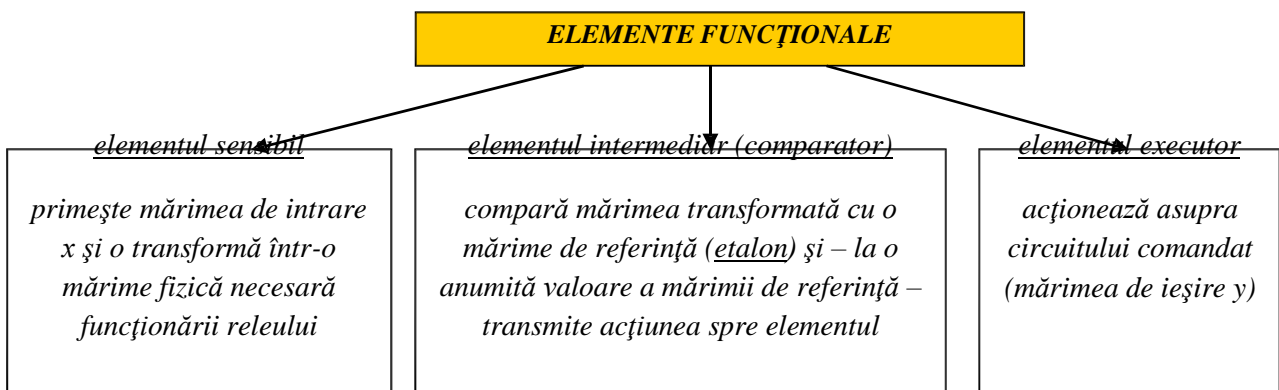 ELEMENTE FUNCŢIONALE
elementul sensibil
primeşte mărimea de intrare
x şi o transformă într-o
mărime fizică necesară
funcţionării releului
elementul intermediar (comparator)
compară mărimea transformată cu o
mărime de referinţă (etalon) şi – la o
anumită valoare a mărimii de referinţă –
transmite acţiunea spre elementul
elementul executor
acţionează asupra
circuitului comandat
(mărimea de ieşire y)